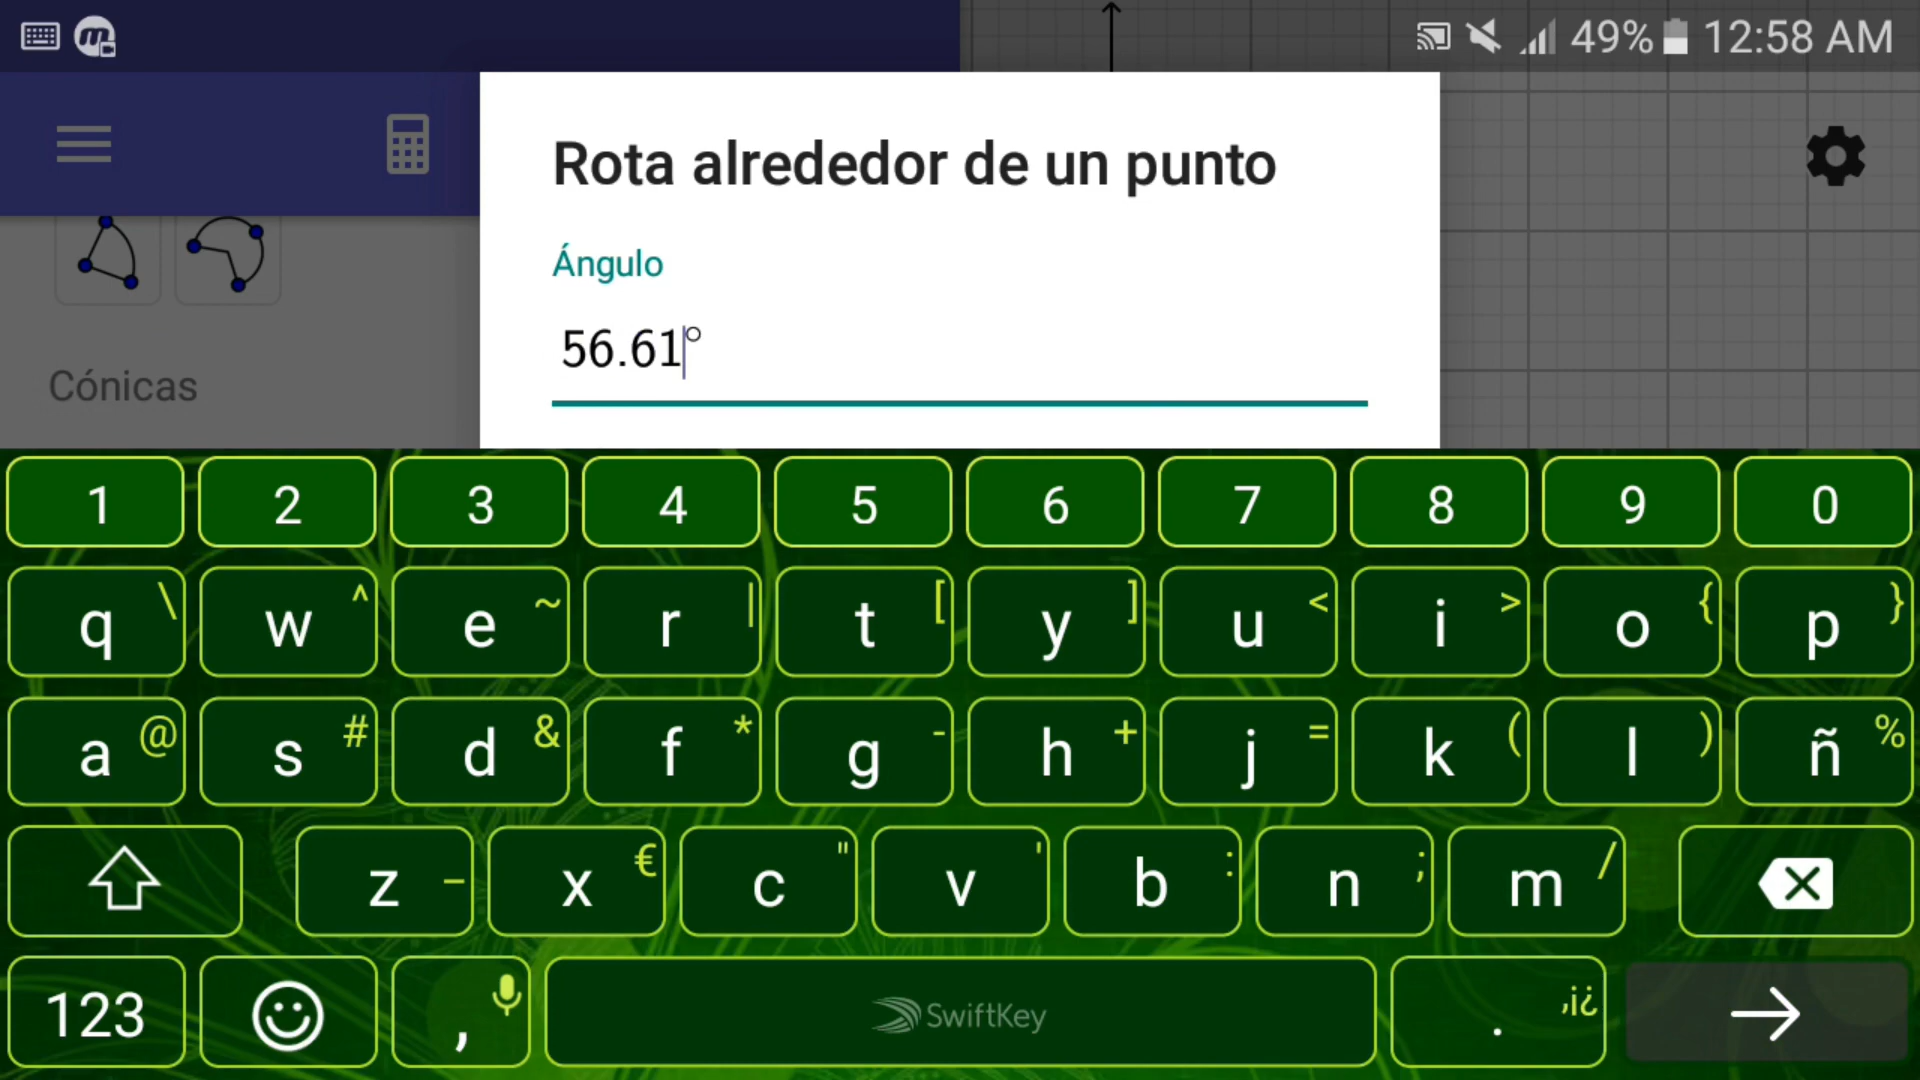 49% 12:58 AM
Rota alrededor de un punto
Ángulo
56.61°
Cónicas
1 2 3 4 5 6 7 8 9 0
q \ w ^ e ~ r | t [ y ] u < i > o { p }
a @ s # d & f * g - h + j = k ( l ) ñ %
z _ x € c " v ' b : n ; m /
123 , SwiftKey . ,¡¿